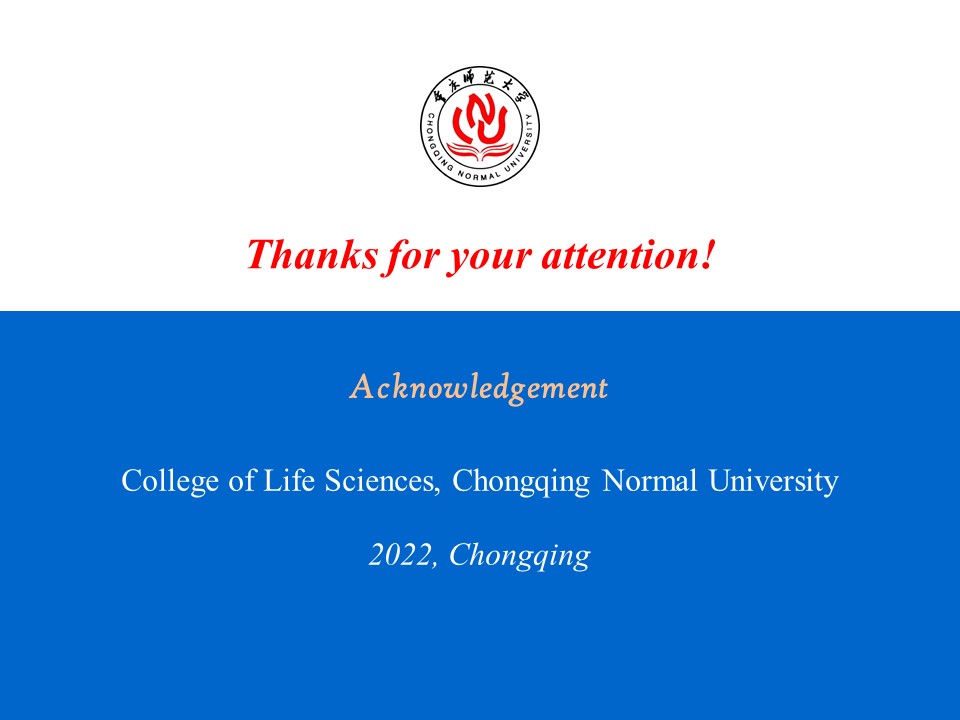 重庆师范大学
CHONGQING NORMAL UNIVERSITY
Thanks for your attention!
Acknowledgement
College of Life Sciences, Chongqing Normal University
2022, Chongqing